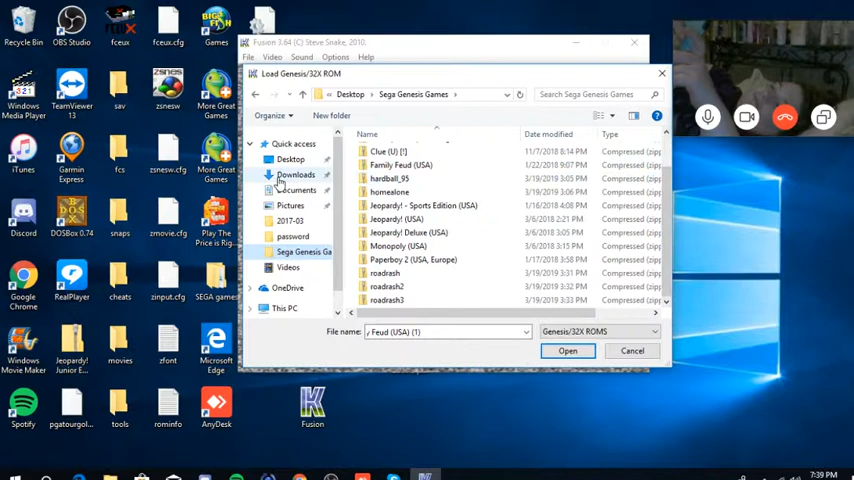 Recycle Bin
OBS Studio
fceux
fceux.cfg
Games
Windows Media Player
TeamViewer 13
sav
zsnesw
More Great Games
iTunes
Garmin Express
fcs
zsnesw.cfg
More Great Games
Discord
DOSBox 0.74
snaps
zmovie.cfg
Play The Price is Rig...
Google Chrome
RealPlayer
cheats
zinput.cfg
SEGA games
Windows Movie Maker
Jeopardy! Junior E...
movies
zfont
Microsoft Edge
Spotify
pgatourgol...
tools
rominfo
AnyDesk
Fusion
Fusion 3.64 (C) Steve Snake, 2010.
File Video Sound Options Help
Load Genesis/32X ROM
« Desktop > Sega Genesis Games >
Search Sega Genesis Games
Organize
New folder
Quick access
Desktop
Downloads
Documents
Pictures
2017-03
password
Sega Genesis Ga
Videos
OneDrive
This PC
Name Date modified Type
Clue (U) [!] 11/7/2018 8:14 PM Compressed (zip
Family Feud (USA) 1/22/2018 9:07 PM Compressed (zip
hardball_95 3/19/2019 3:05 PM Compressed (zip
homealone 3/19/2019 3:05 PM Compressed (zip
Jeopardy! - Sports Edition (USA) 1/16/2018 4:08 PM Compressed (zip
Jeopardy! (USA) 3/6/2018 2:21 PM Compressed (zip
Jeopardy! Deluxe (USA) 3/6/2018 3:05 PM Compressed (zip
Monopoly (USA) 3/6/2018 3:15 PM Compressed (zip
Paperboy 2 (USA, Europe) 1/17/2018 3:58 PM Compressed (zip
roadrash 3/19/2019 3:31 PM Compressed (zip
roadrash2 3/19/2019 3:32 PM Compressed (zip
roadrash3 3/19/2019 3:33 PM Compressed (zip
File name: y Feud (USA) (1)
Genesis/32X ROMS
Open
Cancel
7:39 PM